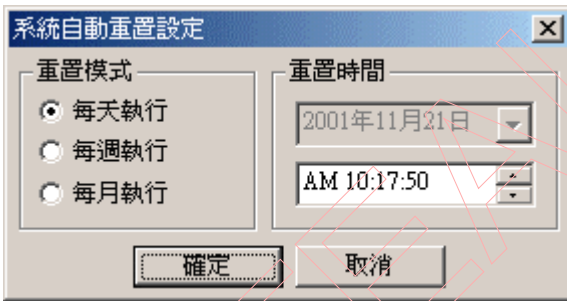 系統自動重置設定
重置模式
每天執行
每週執行
每月執行
重置時間
2001年11月21日
AM 10:17:50
確定
取消